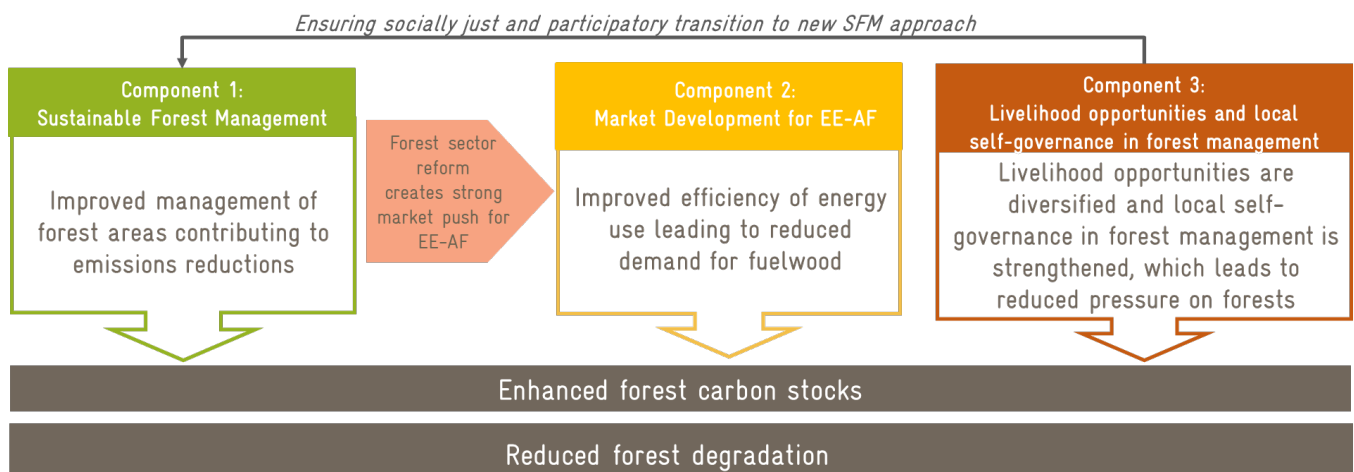 Ensuring socially just and participatory transition to new SFM approach
Component 1:
Sustainable Forest Management
Improved management of
forest areas contributing to
emissions reductions
Forest sector
reform
creates strong
market push for
EE-AF
Component 2:
Market Development for EE-AF
Improved efficiency of energy
use leading to reduced
demand for fuelwood
Component 3:
Livelihood opportunities and local
self-governance in forest management
Livelihood opportunities are
diversified and local self-
governance in forest management is
strengthened, which leads to
reduced pressure on forests
Enhanced forest carbon stocks
Reduced forest degradation